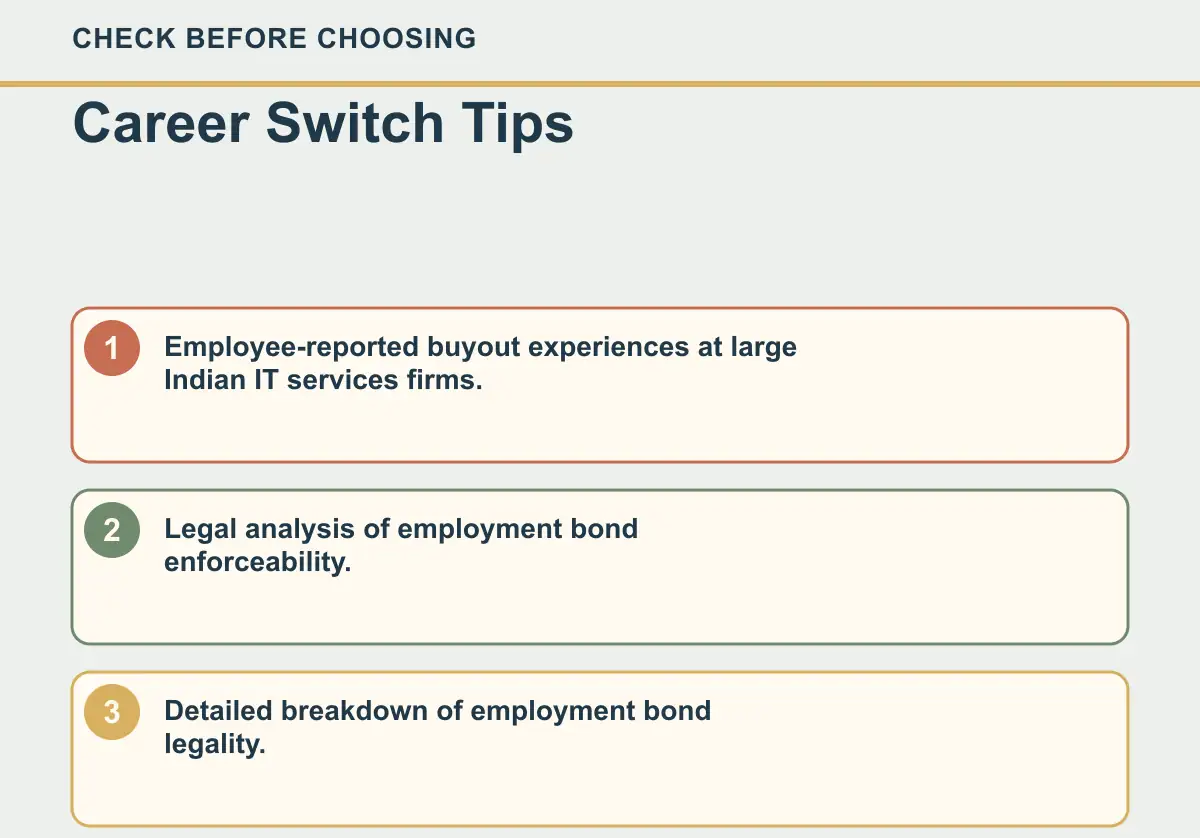 CHECK BEFORE CHOOSING
Career Switch Tips
1
Employee-reported buyout experiences at large
Indian IT services firms.
2
Legal analysis of employment bond
enforceability.
3
Detailed breakdown of employment bond
legality.